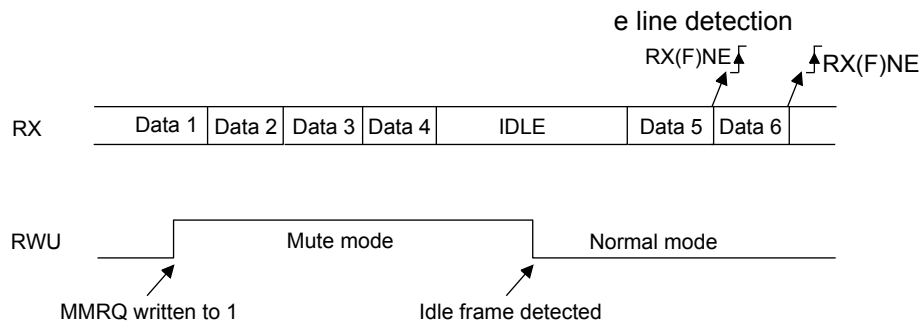 e line detection
RX(F)NE RX(F)NE
RX Data 1 Data 2 Data 3 Data 4 IDLE Data 5 Data 6
RWU Mute mode Normal mode
MMRQ written to 1 Idle frame detected